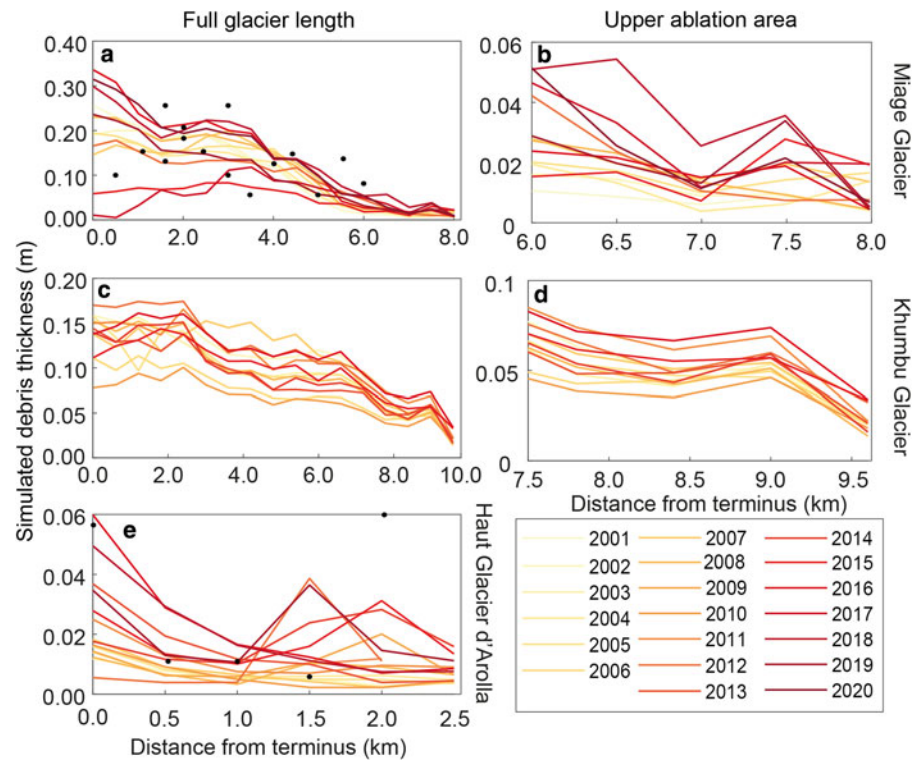 Full glacier length
Upper ablation area
a
0.40
0.30
0.20
0.10
0.00
0.0 2.0 4.0 6.0 8.0
b
0.06
0.04
0.02
0
6.0 6.5 7.0 7.5 8.0
Miage Glacier
Simulated debris thickness (m)
c
0.20
0.15
0.10
0.05
0.00
0.0 2.0 4.0 6.0 8.0 10.0
d
0.1
0.05
0
7.5 8.0 8.5 9.0 9.5
Distance from terminus (km)
Khumbu Glacier
e
0.06
0.04
0.02
0.00
0.0 0.5 1.0 1.5 2.0 2.5
Distance from terminus (km)
Haut Glacier d'Arolla
2001
2002
2003
2004
2005
2006
2007
2008
2009
2010
2011
2012
2013
2014
2015
2016
2017
2018
2019
2020